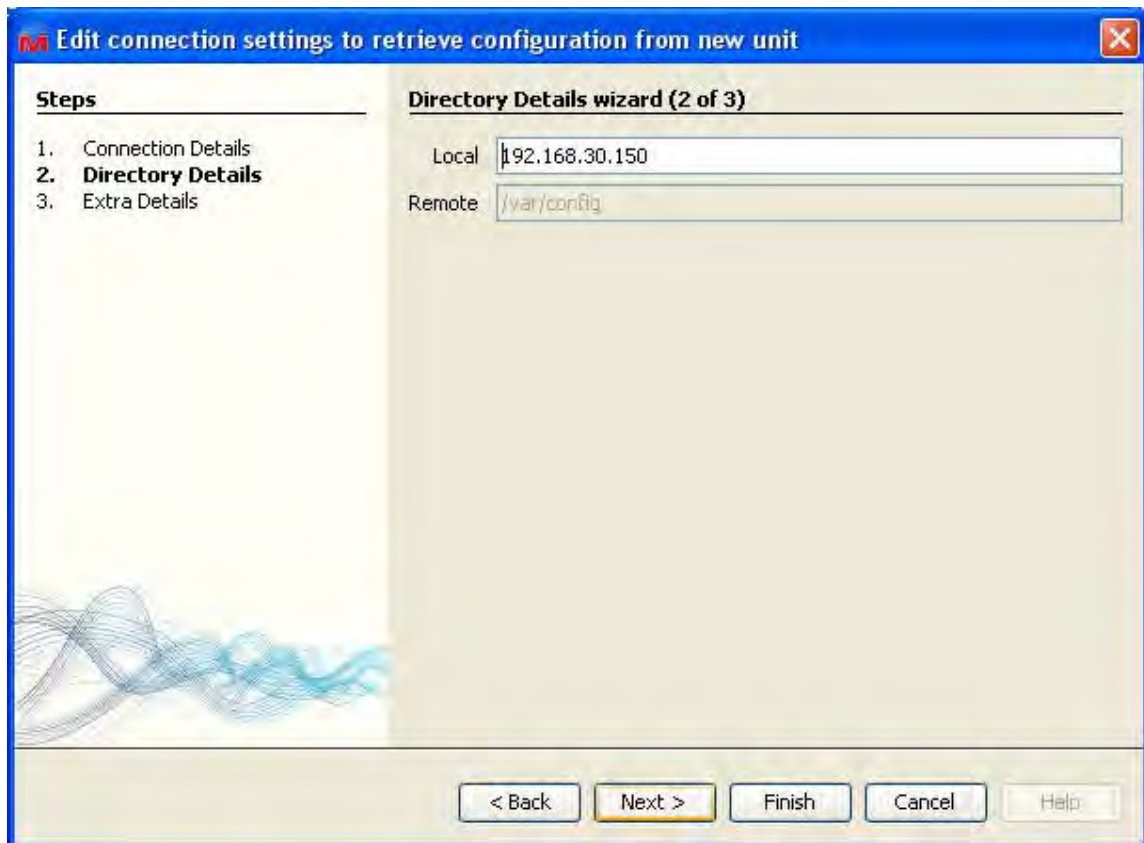 Edit connection settings to retrieve configuration from new unit
Steps
1. Connection Details
2. Directory Details
3. Extra Details
Directory Details wizard (2 of 3)
Local 192.168.30.150
Remote /var/config
< Back Next > Finish Cancel Help